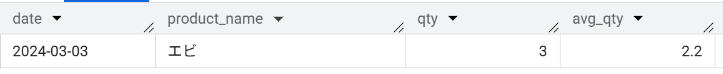 date product_name qty avg_qty
2024-03-03 エビ 3 2.2